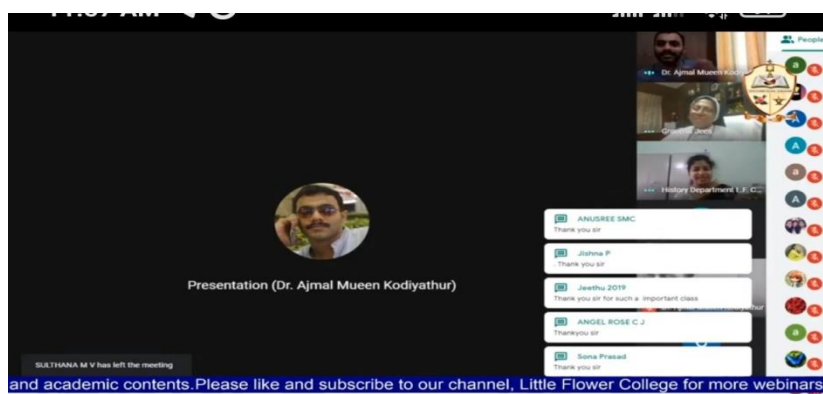 11:37 AM
People
Dr. Ajmal Mueen Kodi
History Department L.F. C...
ANUSREE SMC
Thank you sir
Jishna P
. Thank you sir
Jeethu 2019
Thank you sir for such a important class
ANGEL ROSE C J
Thankyou sir
Sona Prasad
Thank you sir
Presentation (Dr. Ajmal Mueen Kodiyathur)
SULTHANA M V has left the meeting
and academic contents.Please like and subscribe to our channel, Little Flower College for more webinars